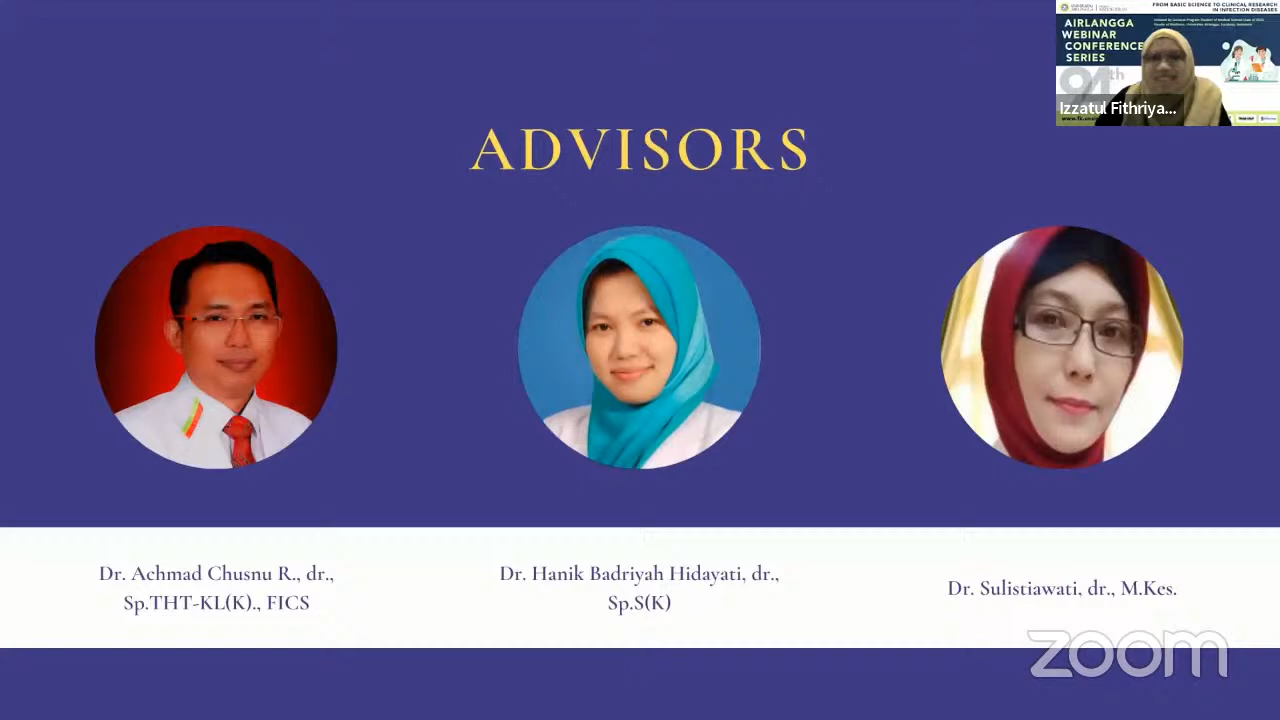 FROM BASIC SCIENCE TO CLINICAL RESEARCH
IN INFECTION DISEASES
AIRLANGGA
WEBINAR
CONFERENCE
SERIES
94th
Izzatul Fithriya...
ADVISORS
Dr. Achmad Chusnu R., dr.,
Sp.THT-KL(K)., FICS
Dr. Hanik Badriyah Hidayati, dr.,
Sp.S(K)
Dr. Sulistiawati, dr., M.Kes.
zoom